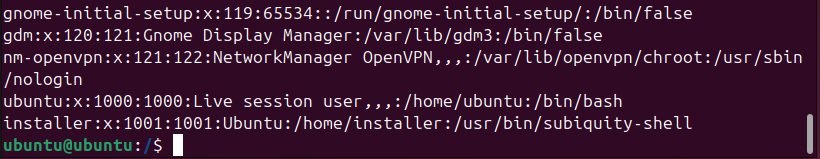 gnome-initial-setup:x:119:65534::/run/gnome-initial-setup/:/bin/false
gdm:x:120:121:Gnome Display Manager:/var/lib/gdm3:/bin/false
nm-openvpn:x:121:122:NetworkManager OpenVPN,,,:/var/lib/openvpn/chroot:/usr/sbin
/nologin
ubuntu:x:1000:1000:Live session user,,,:/home/ubuntu:/bin/bash
installer:x:1001:1001:Ubuntu:/home/installer:/usr/bin/subiquity-shell
ubuntu@ubuntu:/$